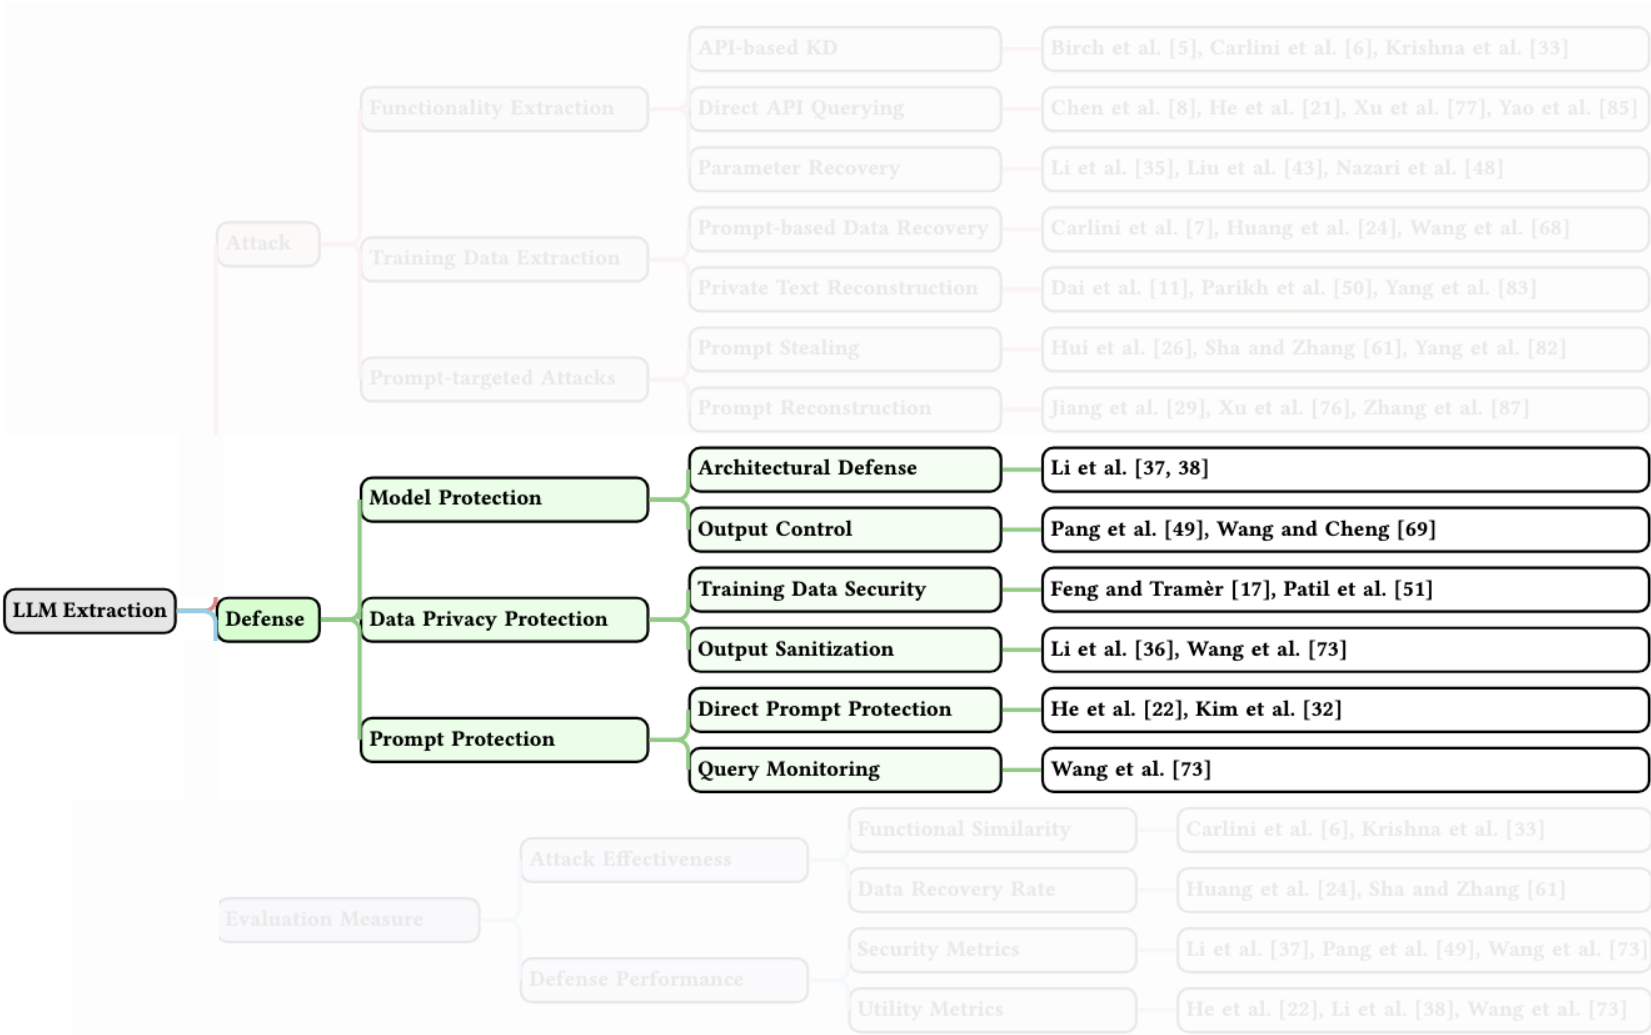 API-based KD
Birch et al. [5], Carlini et al. [6], Krishna et al. [33]
Functionality Extraction
Direct API Querying
Chen et al. [8], He et al. [21], Xu et al. [77], Yao et al. [85]
Parameter Recovery
Li et al. [35], Liu et al. [43], Nazari et al. [48]
Attack
Training Data Extraction
Prompt-based Data Recovery
Carlini et al. [7], Huang et al. [24], Wang et al. [68]
Private Text Reconstruction
Dai et al. [11], Parikh et al. [50], Yang et al. [83]
Prompt-targeted Attacks
Prompt Stealing
Hui et al. [26], Sha and Zhang [61], Yang et al. [82]
Prompt Reconstruction
Jiang et al. [29], Xu et al. [76], Zhang et al. [87]
LLM Extraction
Defense
Model Protection
Architectural Defense
Li et al. [37, 38]
Output Control
Pang et al. [49], Wang and Cheng [69]
Data Privacy Protection
Training Data Security
Feng and Tramèr [17], Patil et al. [51]
Output Sanitization
Li et al. [36], Wang et al. [73]
Prompt Protection
Direct Prompt Protection
He et al. [22], Kim et al. [32]
Query Monitoring
Wang et al. [73]
Evaluation Measure
Attack Effectiveness
Functional Similarity
Carlini et al. [6], Krishna et al. [33]
Data Recovery Rate
Huang et al. [24], Sha and Zhang [61]
Defense Performance
Security Metrics
Li et al. [37], Pang et al. [49], Wang et al. [73]
Utility Metrics
He et al. [22], Li et al. [38], Wang et al. [73]